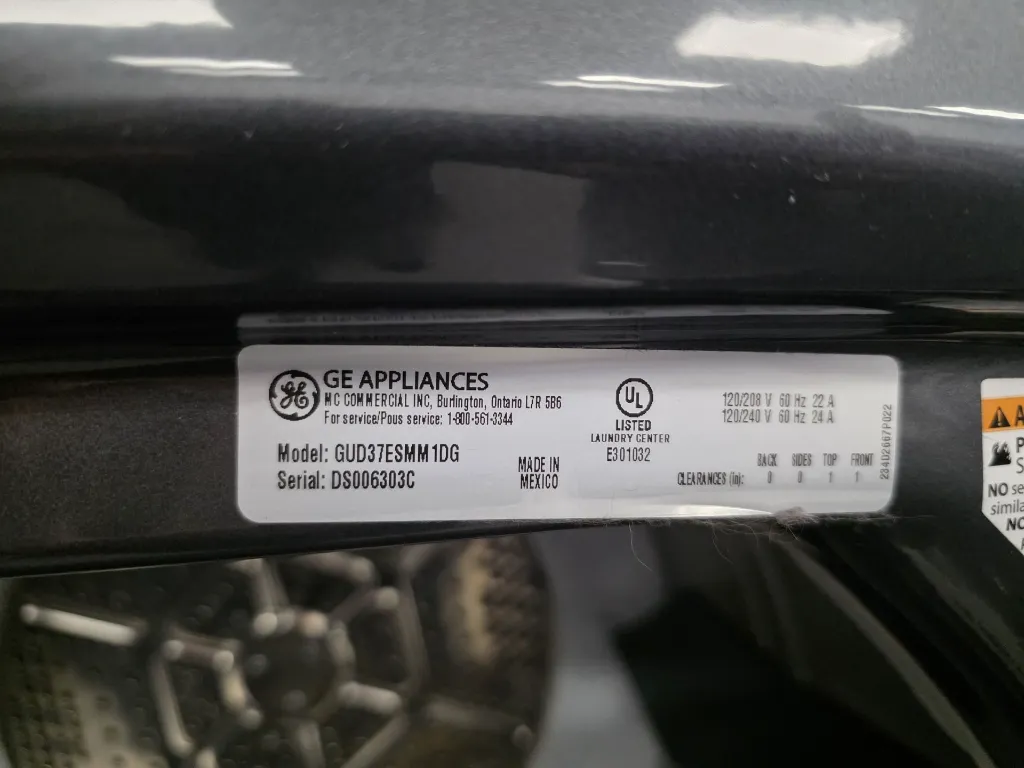 GE APPLIANCES
MC COMMERCIAL INC, Burlington, Ontario L7R 5B6
For service/Pous service: 1-800-561-3344
Model: GUD37ESMM1DG
Serial: DS006303C
MADE IN
MEXICO
UL
LISTED
LAUNDRY CENTER
E301032
120/208 V 60 Hz 22 A
120/240 V 60 Hz 24 A
BACK SIDES TOP FRONT
CLEARANCES (in): 0 0 1 1
234D2667P022
NO